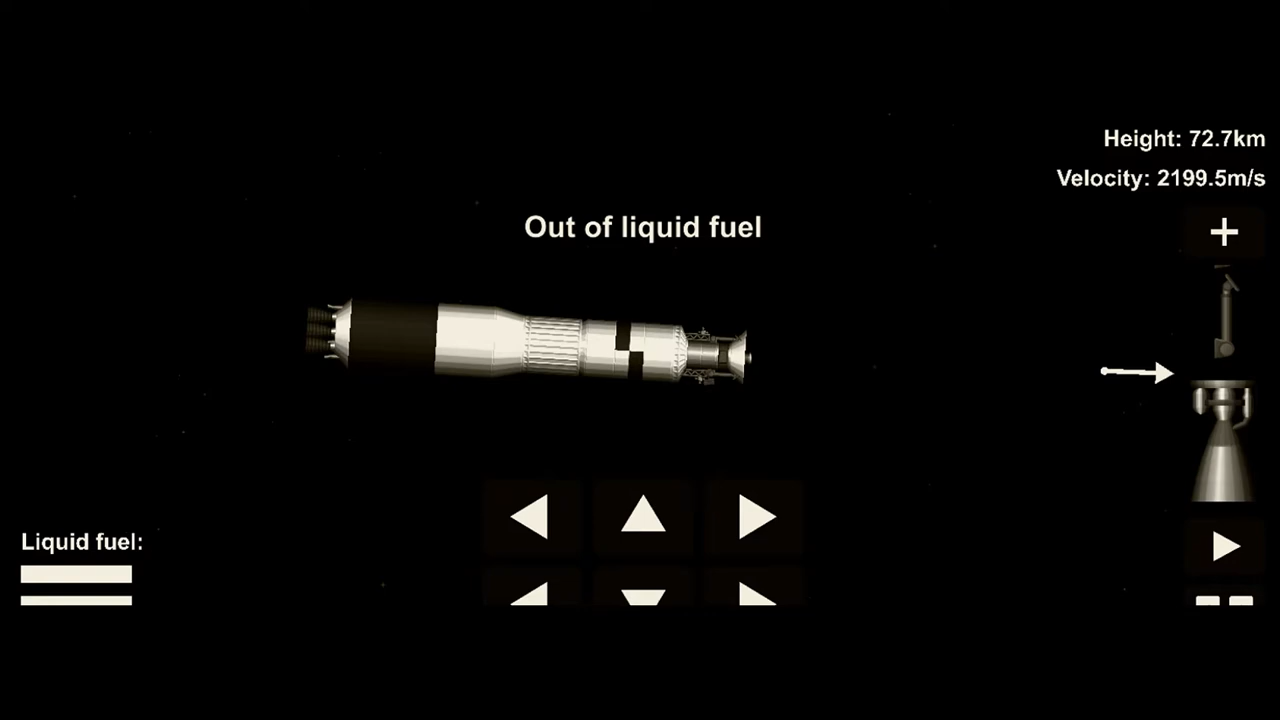 Height: 72.7km
Velocity: 2199.5m/s
Out of liquid fuel
Liquid fuel: